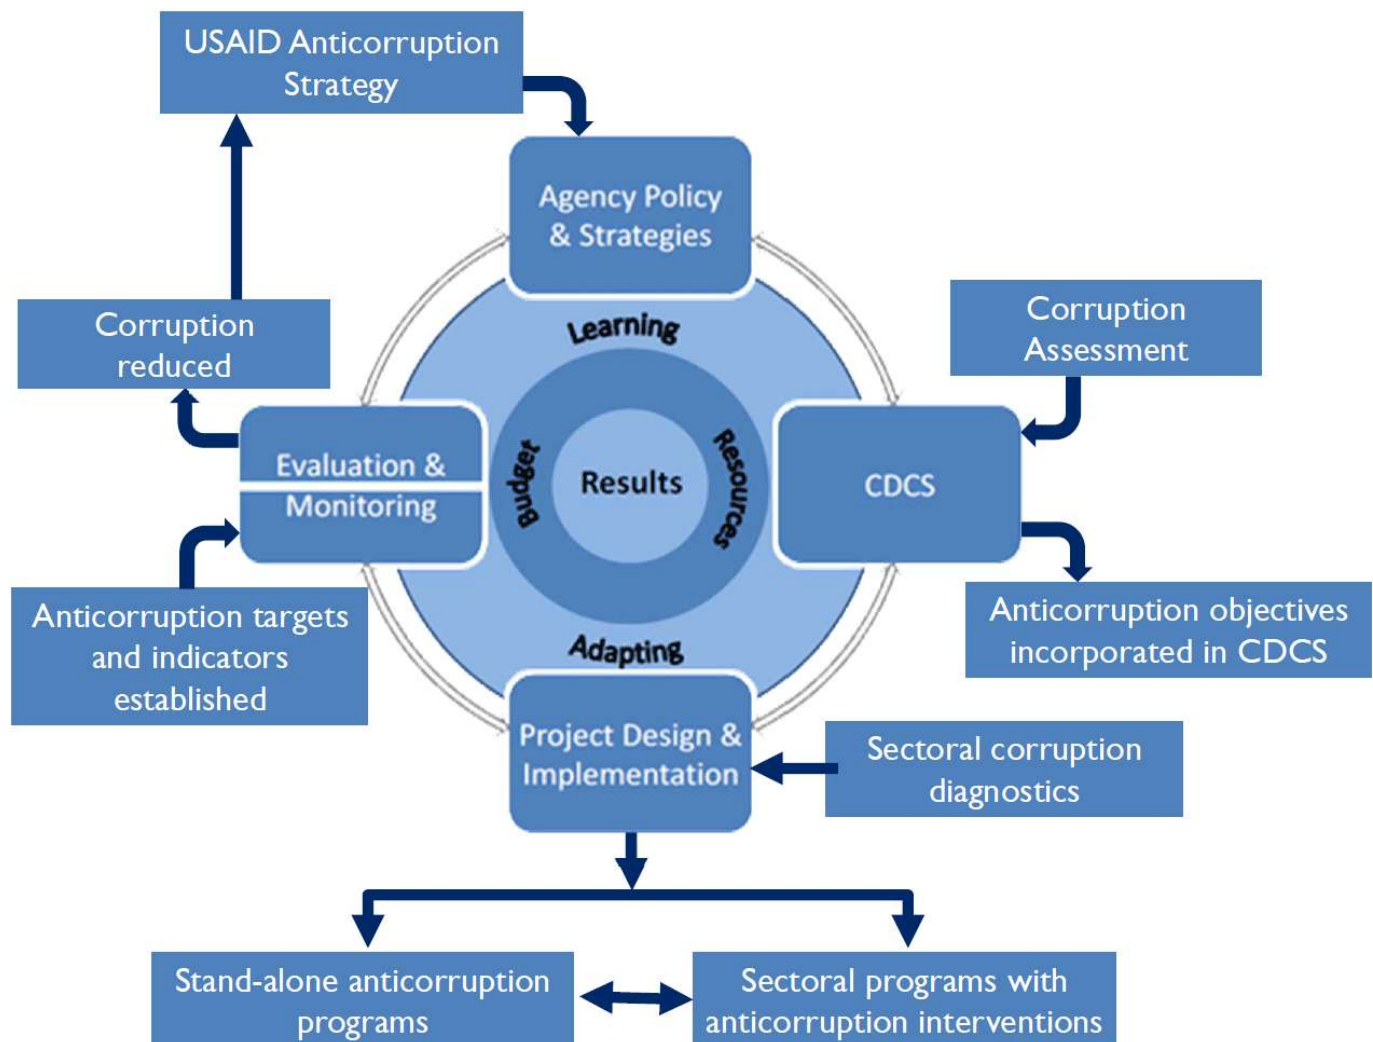 USAID Anticorruption
Strategy
Agency Policy
& Strategies
Corruption
reduced
Learning
Corruption
Assessment
Evaluation &
Monitoring
Budget
Results
Resources
CDCS
Anticorruption targets
and indicators
established
Adapting
Anticorruption objectives
incorporated in CDCS
Project Design &
Implementation
Sectoral corruption
diagnostics
Stand-alone anticorruption
programs
Sectoral programs with
anticorruption interventions